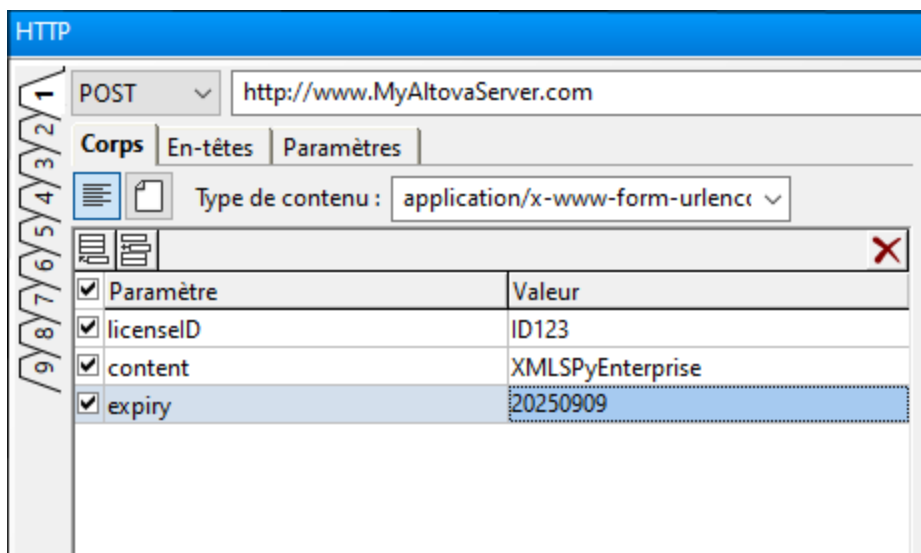 HTTP
POST http://www.MyAltovaServer.com
Corps En-têtes Paramètres
Type de contenu : application/x-www-form-urlenc
Paramètre Valeur
licenseID ID123
content XMLSPyEnterprise
expiry 20250909
1
2
3
4
5
6
7
8
9